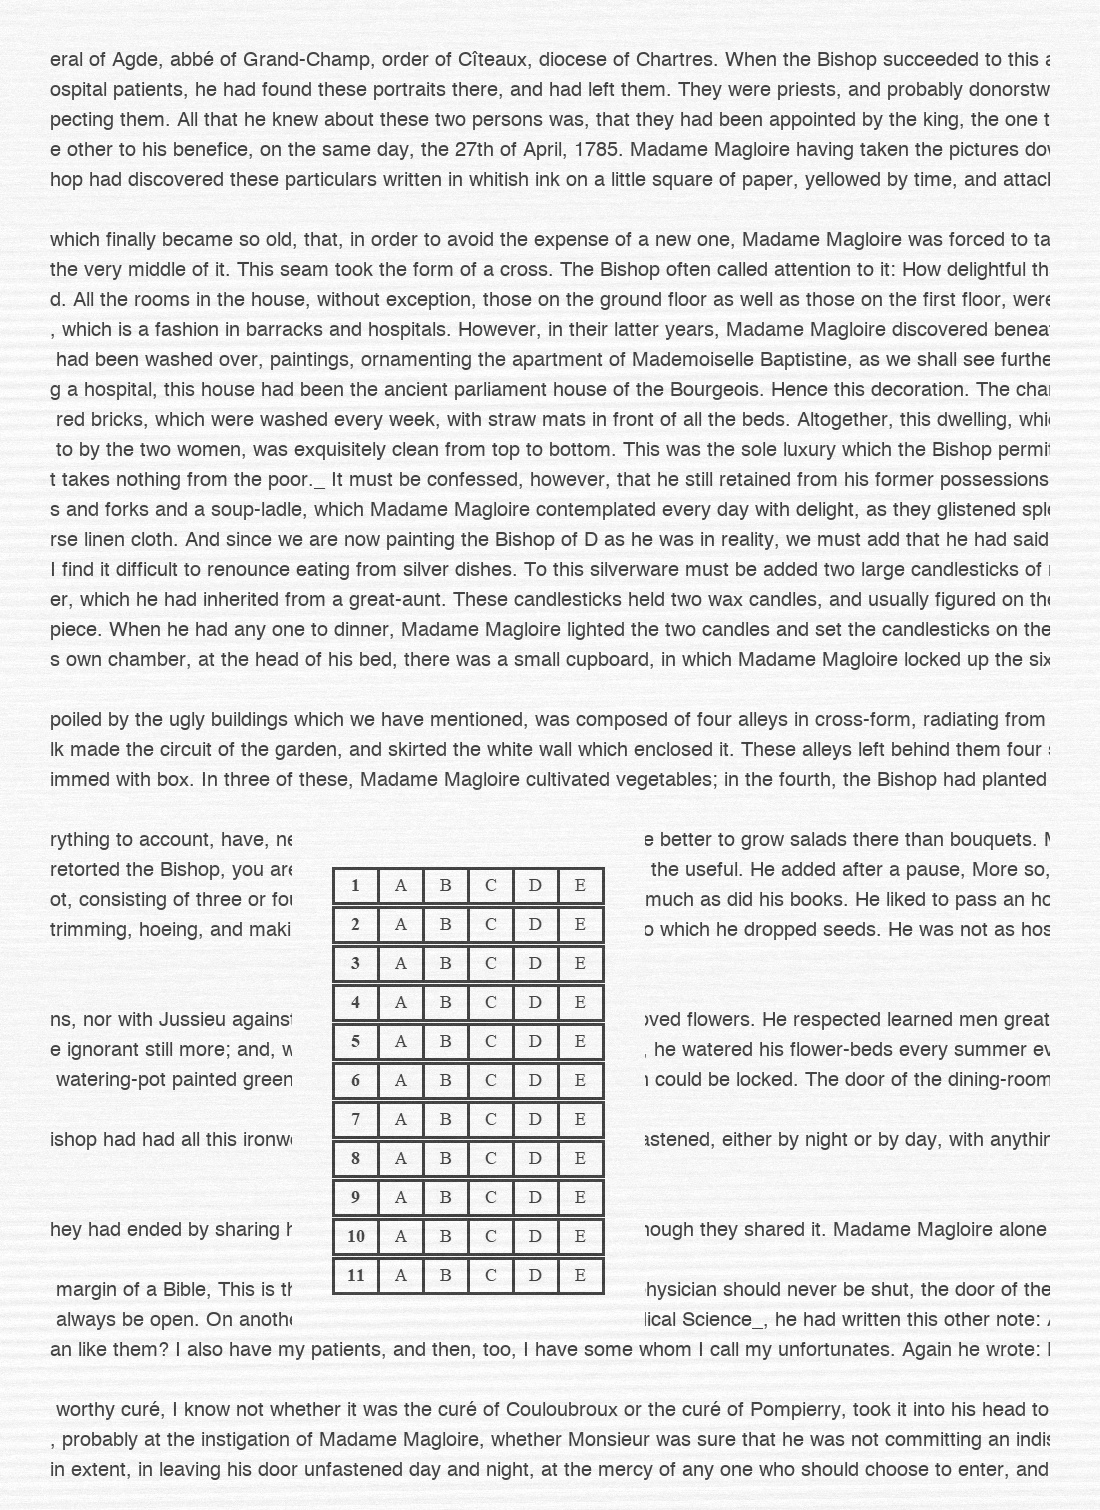 eral of Agde, abbé of Grand-Champ, order of Cîteaux, diocese of Chartres. When the Bishop succeeded to this
ospital patients, he had found these portraits there, and had left them. They were priests, and probably donorstw
pecting them. All that he knew about these two persons was, that they had been appointed by the king, the one
e other to his benefice, on the same day, the 27th of April, 1785. Madame Magloire having taken the pictures
hop had discovered these particulars written in whitish ink on a little square of paper, yellowed by time, and
which finally became so old, that, in order to avoid the expense of a new one, Madame Magloire was forced to ta
the very middle of it. This seam took the form of a cross. The Bishop often called attention to it: How delightful th
d. All the rooms in the house, without exception, those on the ground floor as well as those on the first floor, were
, which is a fashion in barracks and hospitals. However, in their latter years, Madame Magloire discovered
had been washed over, paintings, ornamenting the apartment of Mademoiselle Baptistine, as we shall see furthe
g a hospital, this house had been the ancient parliament house of the Bourgeois. Hence this decoration. The
red bricks, which were washed every week, with straw mats in front of all the beds. Altogether, this dwelling,
to by the two women, was exquisitely clean from top to bottom. This was the sole luxury which the Bishop
t takes nothing from the poor._ It must be confessed, however, that he still retained from his former possessions
s and forks and a soup-ladle, which Madame Magloire contemplated every day with delight, as they glistened
rse linen cloth. And since we are now painting the Bishop of D as he was in reality, we must add that he had said
I find it difficult to renounce eating from silver dishes. To this silverware must be added two large candlesticks of
er, which he had inherited from a great-aunt. These candlesticks held two wax candles, and usually figured on the
piece. When he had any one to dinner, Madame Magloire lighted the two candles and set the candlesticks on the
s own chamber, at the head of his bed, there was a small cupboard, in which Madame Magloire locked up the six
poiled by the ugly buildings which we have mentioned, was composed of four alleys in cross-form, radiating from
lk made the circuit of the garden, and skirted the white wall which enclosed it. These alleys left behind them four
immed with box. In three of these, Madame Magloire cultivated vegetables; in the fourth, the Bishop had planted
rything to account, have, ne e better to grow salads there than bouquets.
retorted the Bishop, you are the useful. He added after a pause, More so,
ot, consisting of three or fou much as did his books. He liked to pass an ho
trimming, hoeing, and maki o which he dropped seeds. He was not as hos
ns, nor with Jussieu against oved flowers. He respected learned men great
e ignorant still more; and, w , he watered his flower-beds every summer ev
watering-pot painted green could be locked. The door of the dining-room
ishop had had all this ironwo astened, either by night or by day, with anythin
hey had ended by sharing hough they shared it. Madame Magloire alone
margin of a Bible, This is th hysician should never be shut, the door of the
always be open. On anothe ical Science_, he had written this other note:
an like them? I also have my patients, and then, too, I have some whom I call my unfortunates. Again he wrote:
worthy curé, I know not whether it was the curé of Couloubroux or the curé of Pompierry, took it into his head to
, probably at the instigation of Madame Magloire, whether Monsieur was sure that he was not committing an indis
in extent, in leaving his door unfastened day and night, at the mercy of any one who should choose to enter, and
1 A B C D E
2 A B C D E
3 A B C D E
4 A B C D E
5 A B C D E
6 A B C D E
7 A B C D E
8 A B C D E
9 A B C D E
10 A B C D E
11 A B C D E